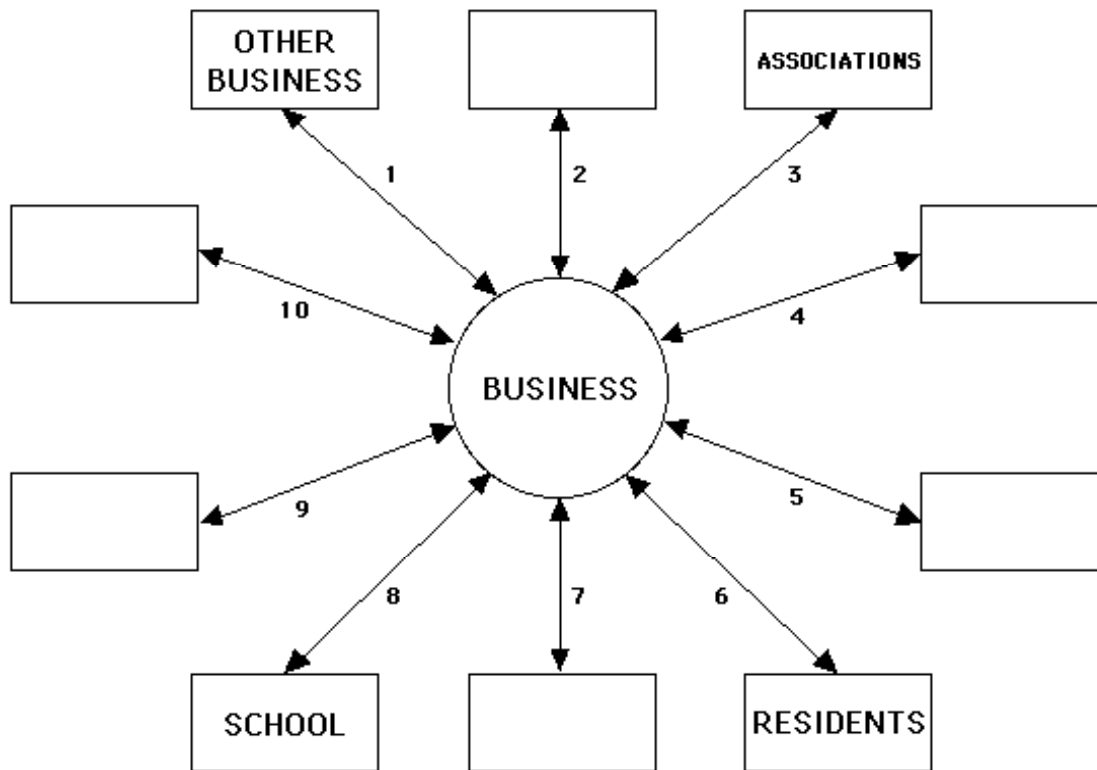 OTHER
BUSINESS
ASSOCIATIONS
1
2
3
10
4
BUSINESS
9
5
8
7
6
SCHOOL
RESIDENTS